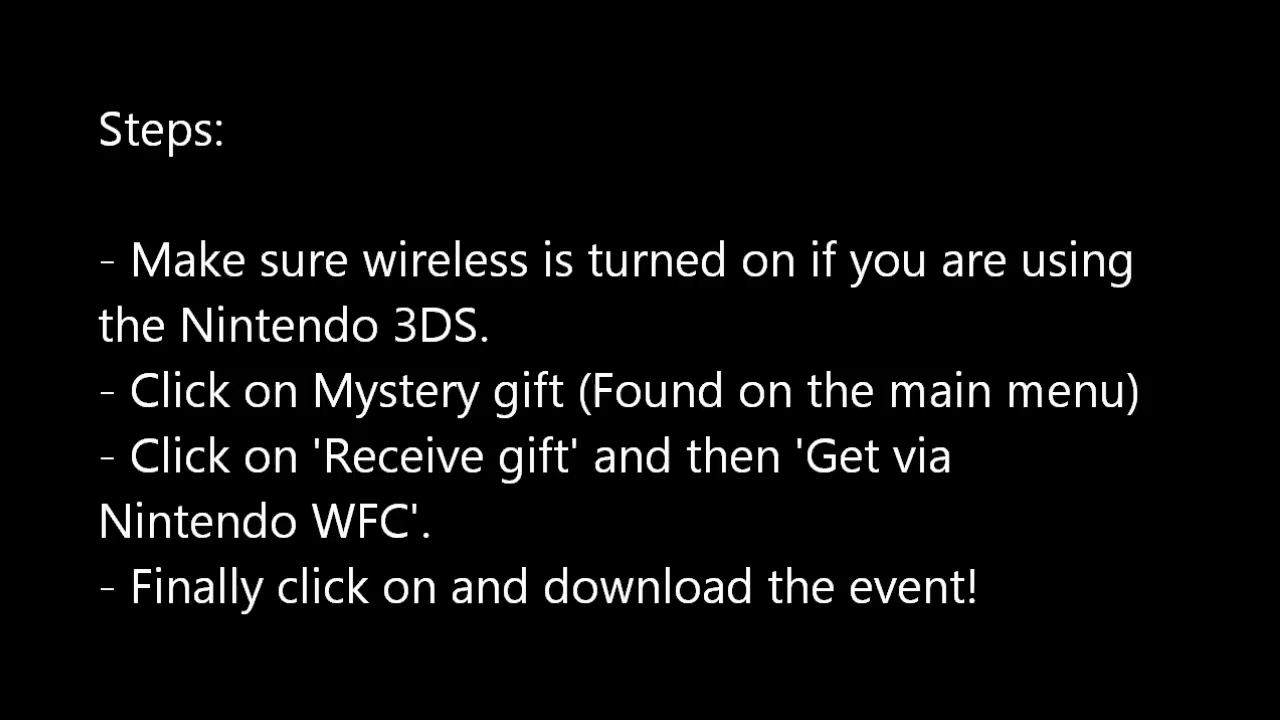 Steps:
- Make sure wireless is turned on if you are using
the Nintendo 3DS.
- Click on Mystery gift (Found on the main menu)
- Click on 'Receive gift' and then 'Get via
Nintendo WFC'.
- Finally click on and download the event!